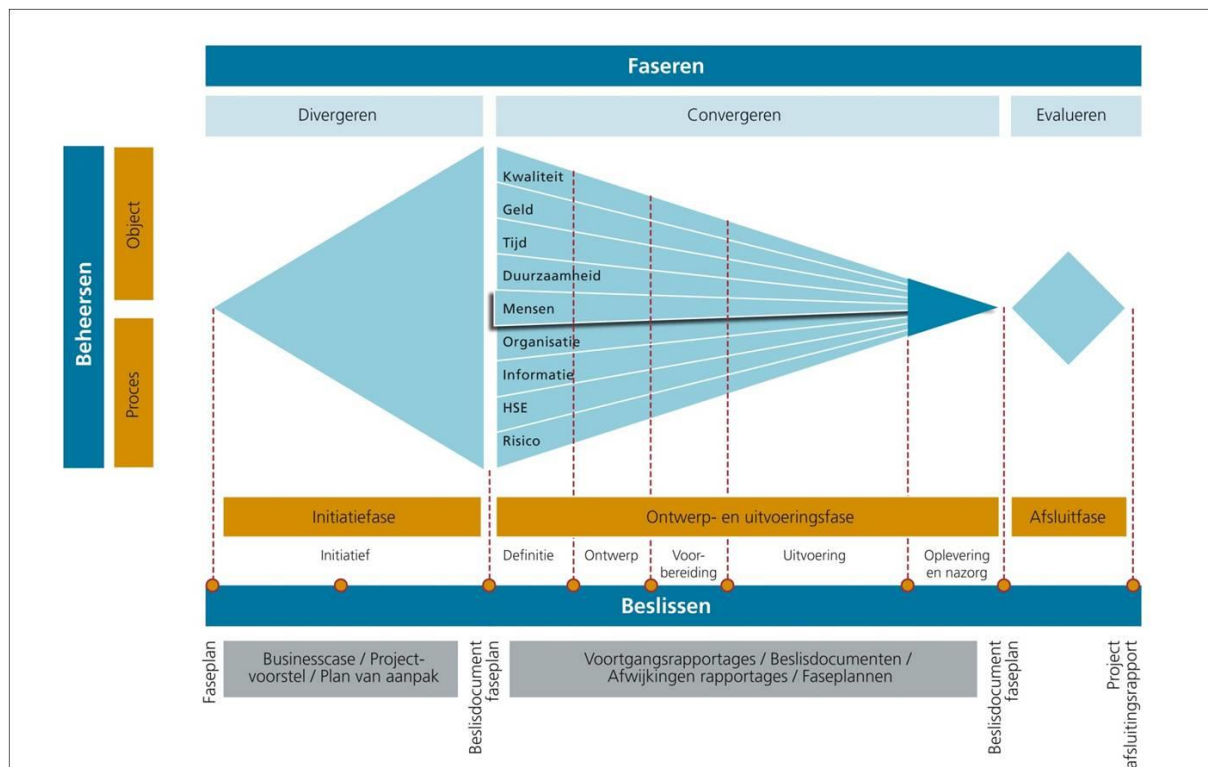 Faseren
Divergeren
Convergeren
Evalueren
Beheersen
Object
Proces
Kwaliteit
Geld
Tijd
Duurzaamheid
Mensen
Organisatie
Informatie
HSE
Risico
Initiatiefase
Ontwerp- en uitvoeringsfase
Afsluitfase
Initiatief
Definitie
Ontwerp
Voor-
bereiding
Uitvoering
Oplevering
en nazorg
Beslissen
Faseplan
Businesscase / Project-
voorstel / Plan van aanpak
Beslisdocument
faseplan
Voortgangsrapportages / Beslisdocumenten /
Afwijkingen rapportages / Faseplannen
Beslisdocument
faseplan
Project
afsluitingsrapport